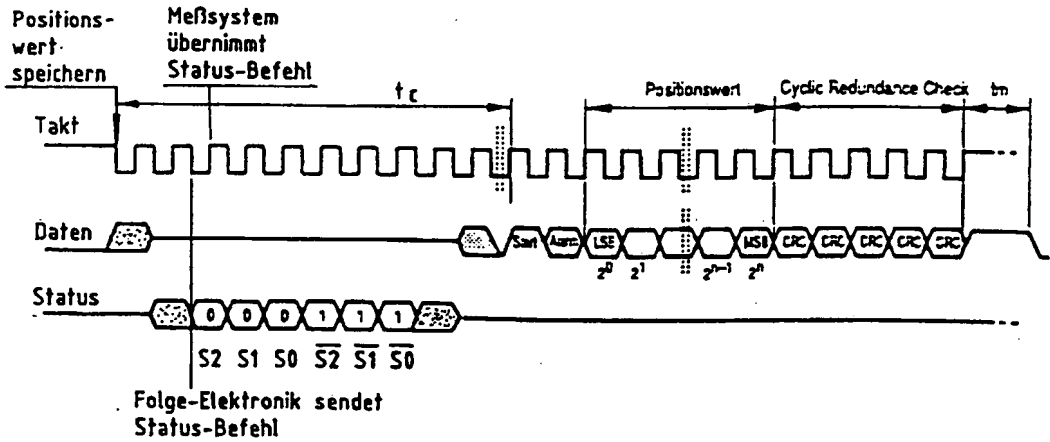 Positions-
wert
speichern
Meßsystem
übernimmt
Status-Befehl
tc
Positionswert
Cyclic Redundance Check
tm
Takt
Daten
Start
Alarm
LSB
MSB
CRC
CRC
CRC
CRC
CRC
2⁰
2¹
2ⁿ⁻¹
2ⁿ
Status
0 0 0 1 1 1
S2 S1 S0 S̅2̅ S̅1̅ S̅0̅
Folge-Elektronik sendet
Status-Befehl